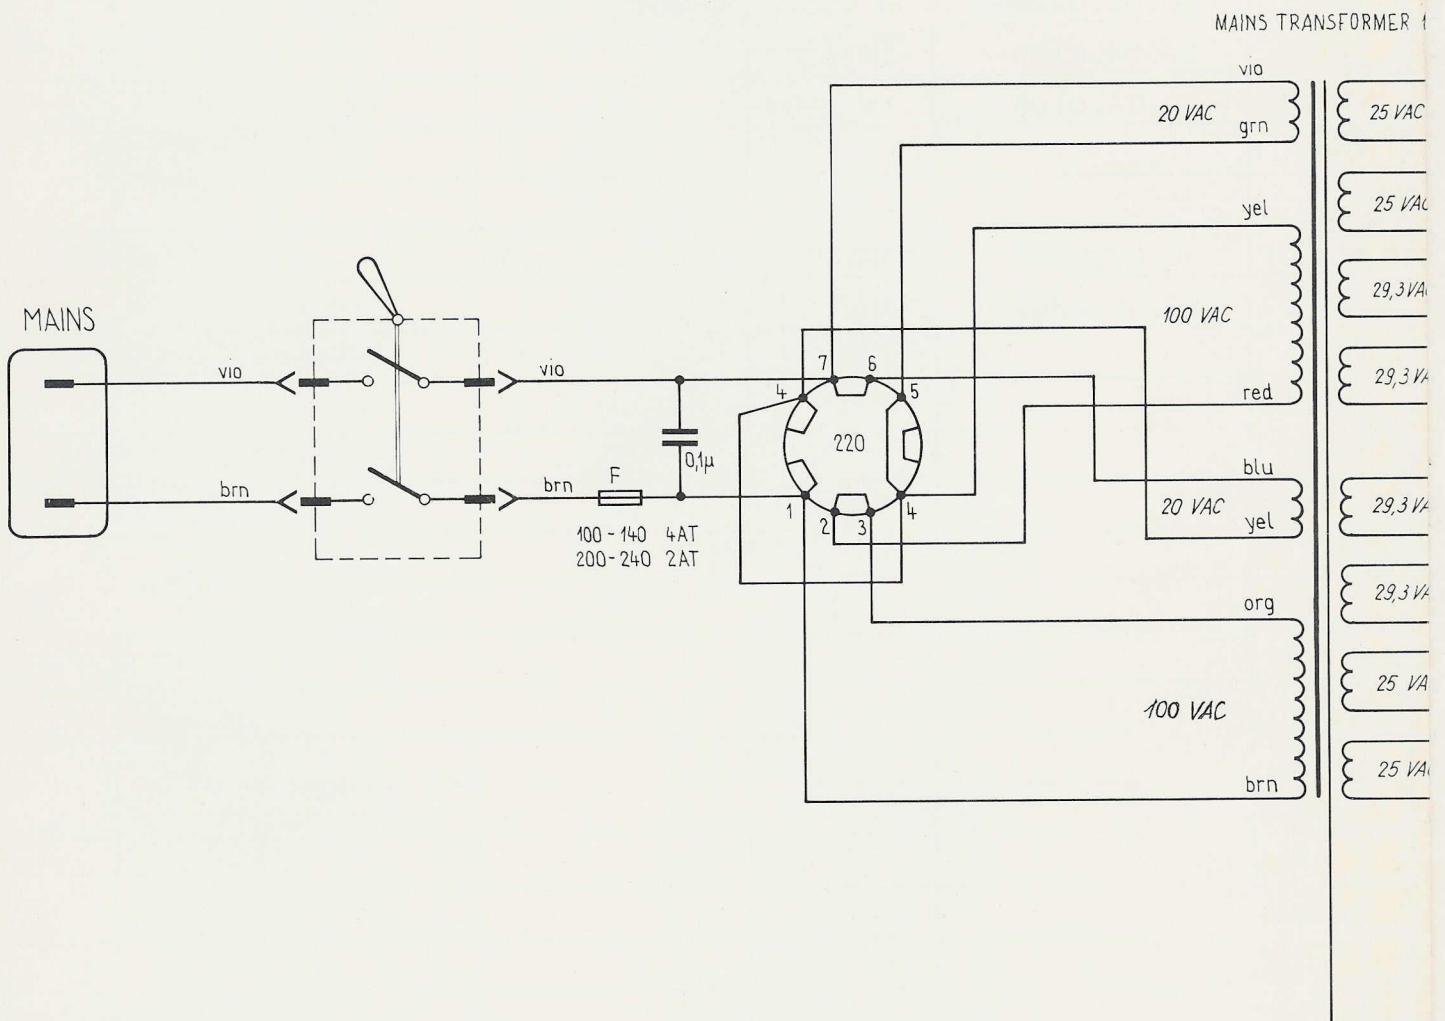 MAINS TRANSFORMER 1
vio
20 VAC
25 VAC
grn
yel
25 VAC
29,3 VA
MAINS
100 VAC
vio
vio
7
6
29,3 VA
4
5
red
220
0,1µ
blu
brn
brn
F
20 VAC
29,3 VA
yel
1
2
3
4
100-140 4AT
200-240 2AT
29,3 VA
org
25 VA
100 VAC
25 VA
brn